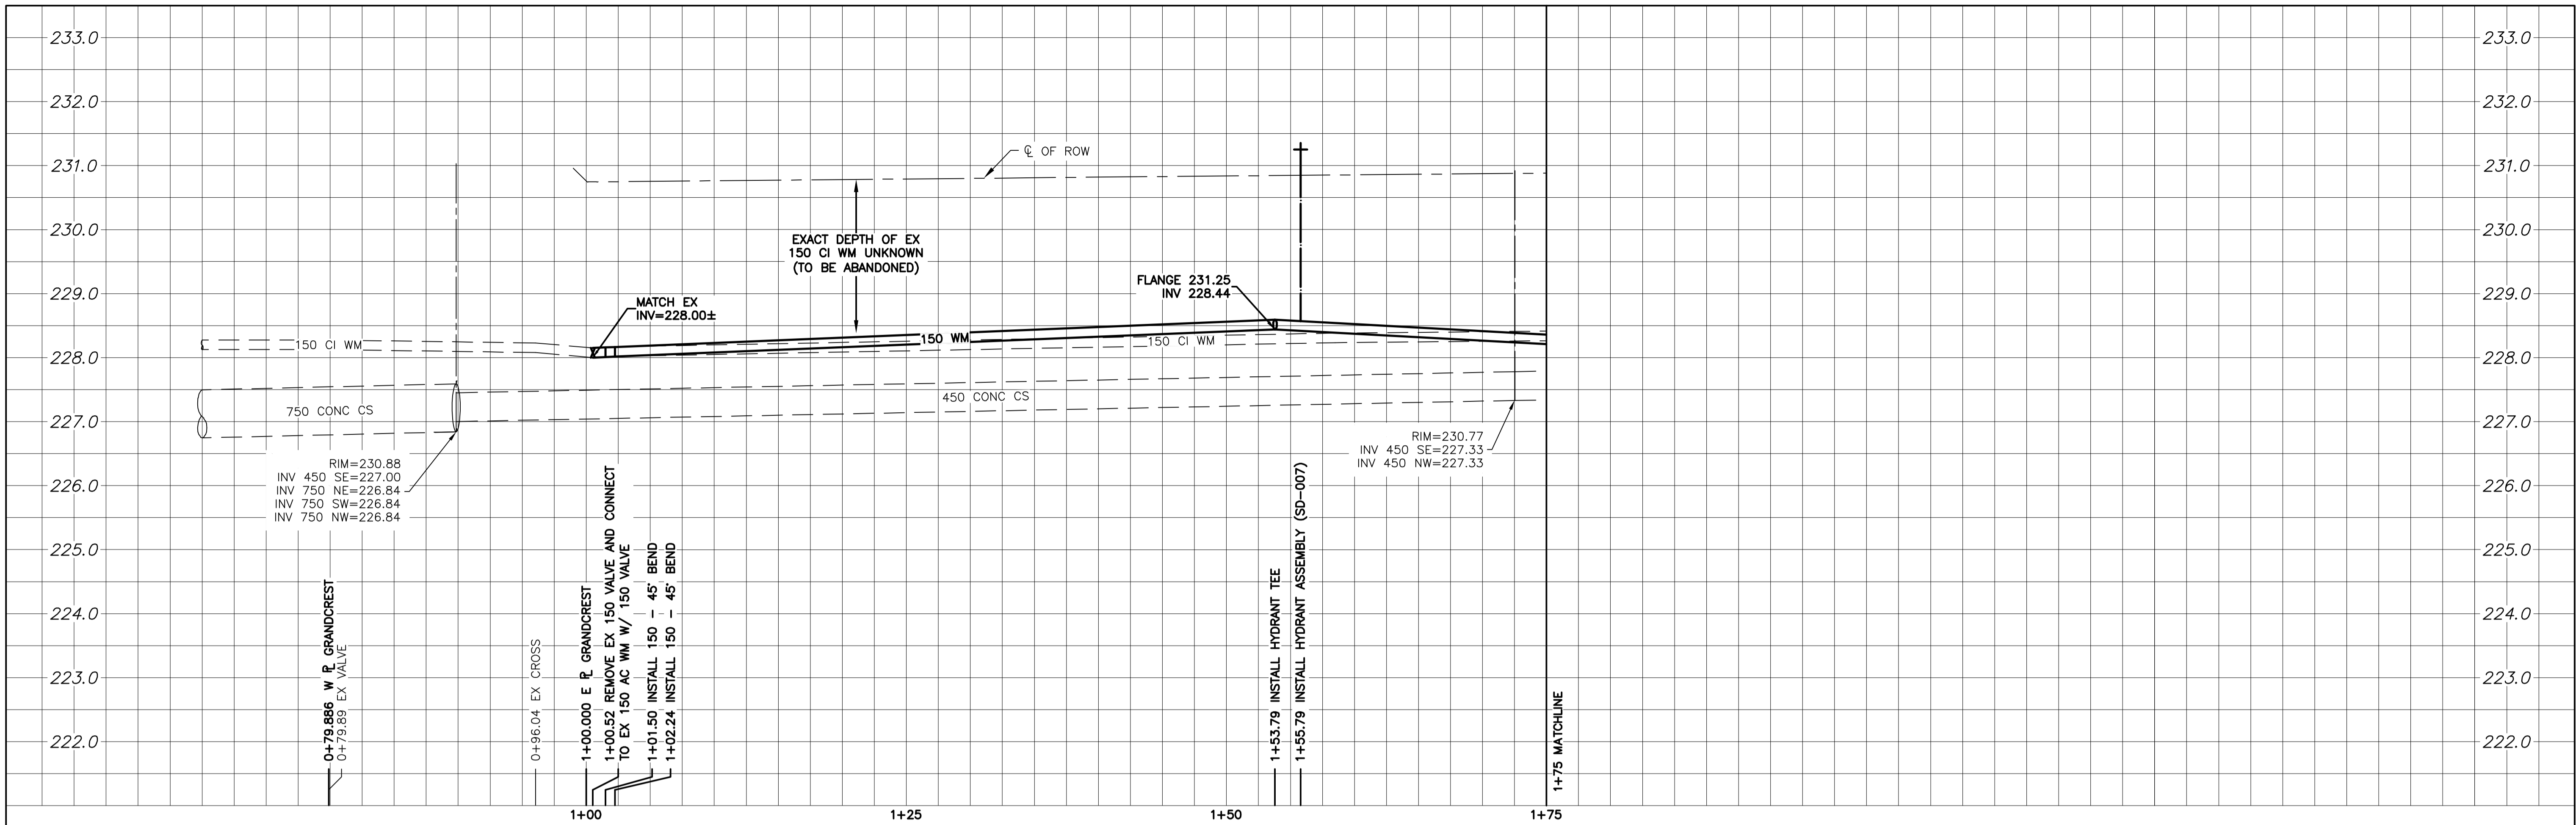 233.0
233.0
232.0
232.0
231.0
℄ OF ROW
231.0
230.0
EXACT DEPTH OF EX
150 CI WM UNKNOWN
(TO BE ABANDONED)
230.0
229.0
MATCH EX
INV=228.00±
FLANGE 231.25
INV 228.44
229.0
228.0
150 CI WM
150 WM
150 CI WM
228.0
227.0
750 CONC CS
450 CONC CS
227.0
RIM=230.88
INV 450 SE=227.00
INV 750 NE=226.84
INV 750 SW=226.84
INV 750 NW=226.84
RIM=230.77
INV 450 SE=227.33
INV 450 NW=227.33
226.0
226.0
225.0
225.0
224.0
224.0
223.0
223.0
222.0
222.0
0+79.886 W ⅊ GRANDCREST
0+79.89 EX VALVE
0+96.04 EX CROSS
1+00.000 E ⅊ GRANDCREST
1+00.52 REMOVE EX 150 VALVE AND CONNECT
TO EX 150 AC WM W/ 150 VALVE
1+01.50 INSTALL 150 - 45° BEND
1+02.24 INSTALL 150 - 45° BEND
1+53.79 INSTALL HYDRANT TEE
1+55.79 INSTALL HYDRANT ASSEMBLY (SD-007)
1+75 MATCHLINE
1+00
1+25
1+50
1+75